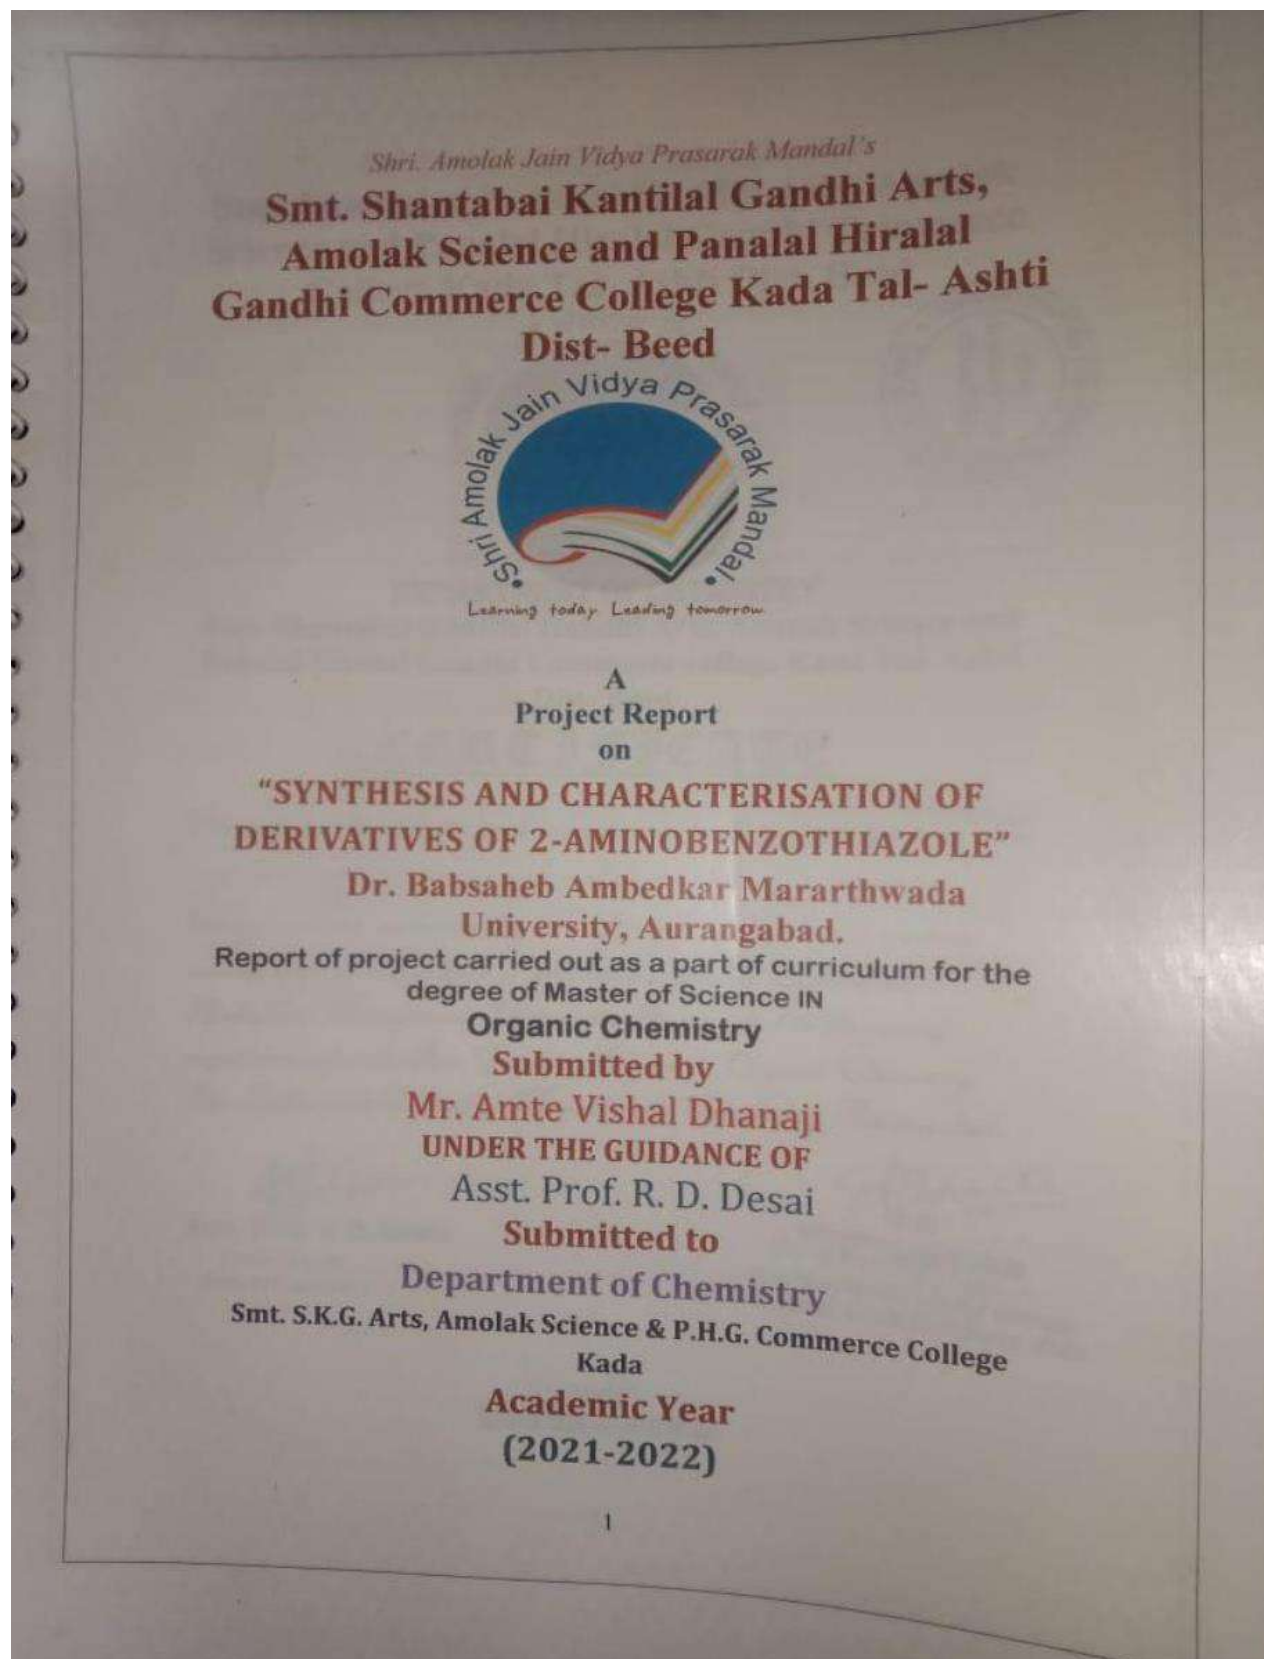 Shri. Amolak Jain Vidya Prasarak Mandal's
Smt. Shantabai Kantilal Gandhi Arts,
Amolak Science and Panalal Hiralal
Gandhi Commerce College Kada Tal- Ashti
Dist- Beed
•Shri Amolak Jain Vidya Prasarak Mandal•
Learning today Leading tomorrow
A
Project Report
on
“SYNTHESIS AND CHARACTERISATION OF
DERIVATIVES OF 2-AMINOBENZOTHIAZOLE”
Dr. Babsaheb Ambedkar Mararthwada
University, Aurangabad.
Report of project carried out as a part of curriculum for the
degree of Master of Science IN
Organic Chemistry
Submitted by
Mr. Amte Vishal Dhanaji
UNDER THE GUIDANCE OF
Asst. Prof. R. D. Desai
Submitted to
Department of Chemistry
Smt. S.K.G. Arts, Amolak Science & P.H.G. Commerce College
Kada
Academic Year
(2021-2022)
1